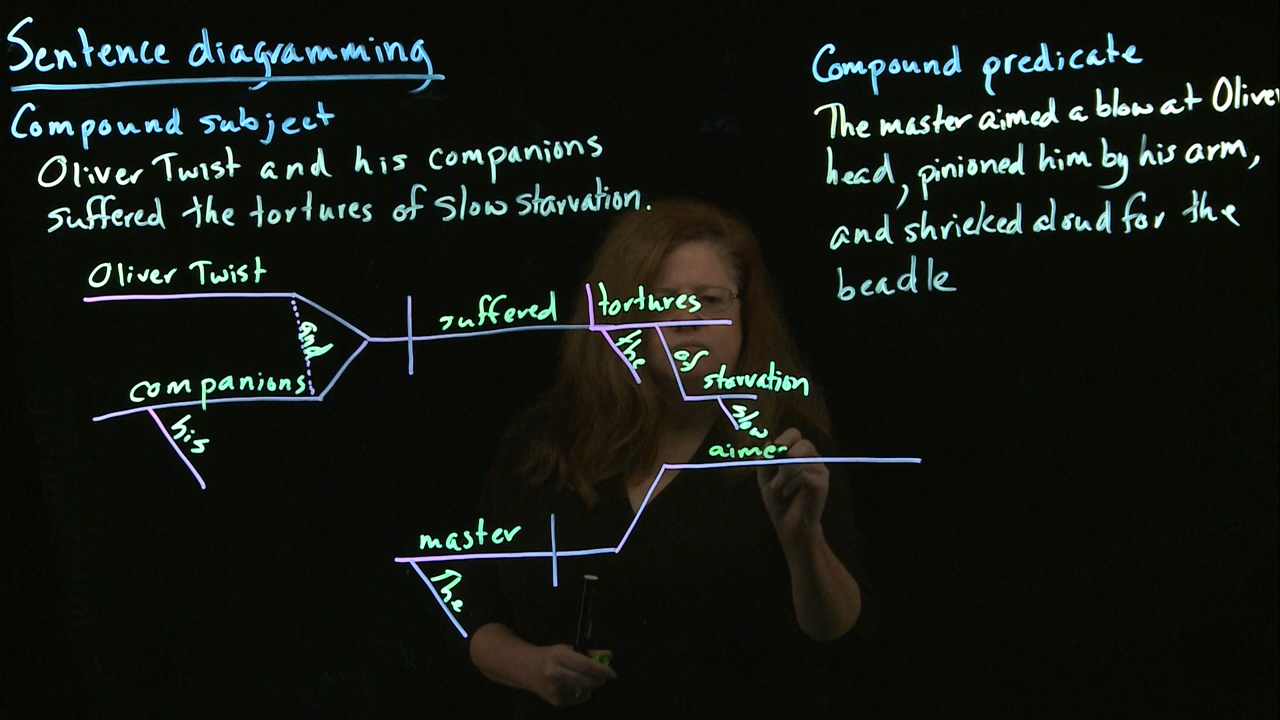 Sentence diagramming
Compound subject
Oliver Twist and his companions
suffered the tortures of slow starvation.
Compound predicate
The master aimed a blow at Oliver
head, pinioned him by his arm,
and shrieked aloud for the
beadle
Oliver Twist
and
companions
his
suffered
tortures
the
of
starvation
slow
master
The
aime